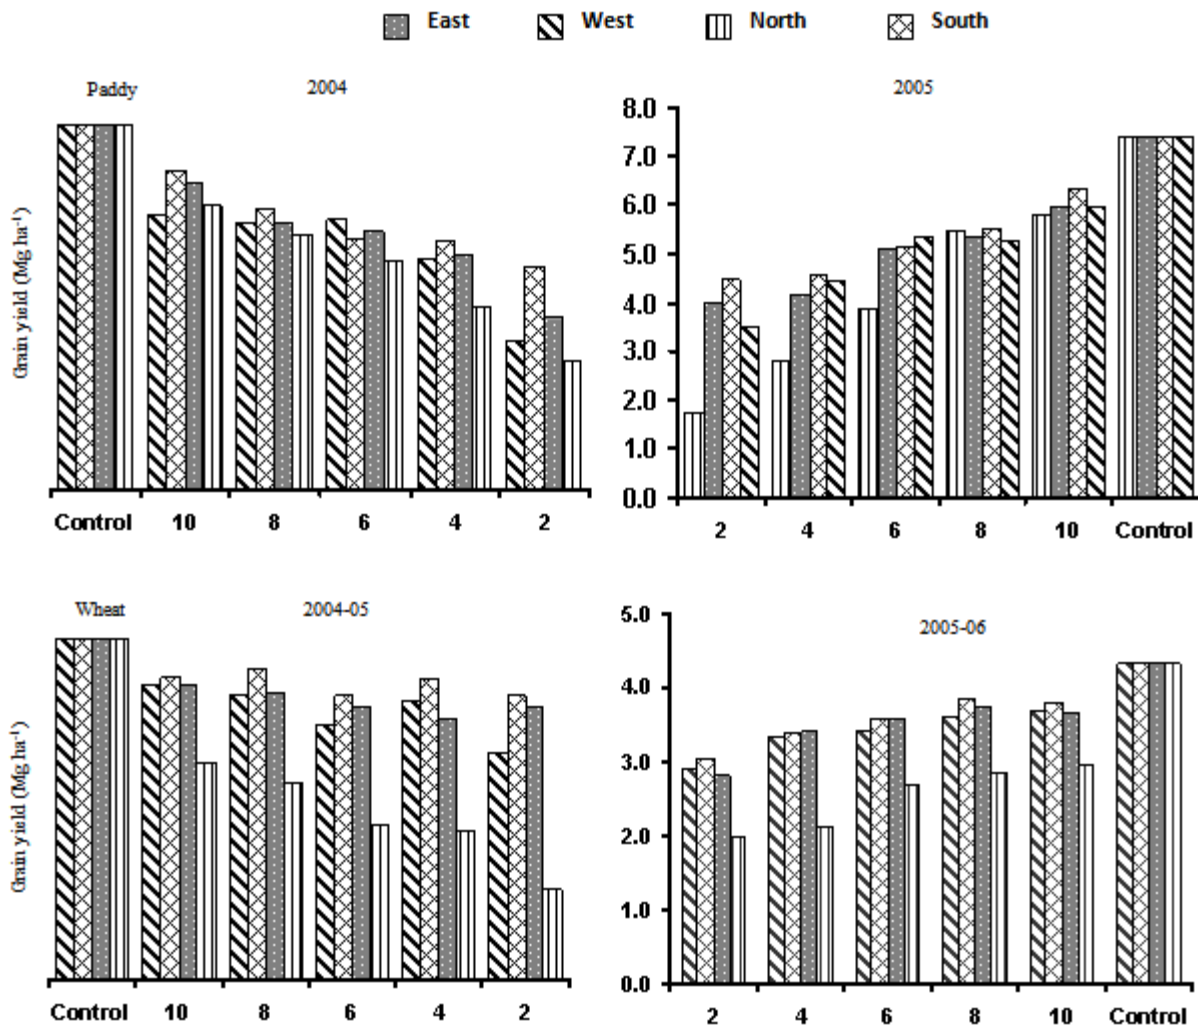 East West North South
Paddy 2004 2005
8.0
7.0
6.0
5.0
4.0
3.0
2.0
1.0
0.0
Grain yield (Mg ha⁻¹)
Control 10 8 6 4 2
2 4 6 8 10 Control
Wheat 2004-05 2005-06
5.0
4.0
3.0
2.0
1.0
0.0
Grain yield (Mg ha⁻¹)
Control 10 8 6 4 2
2 4 6 8 10 Control